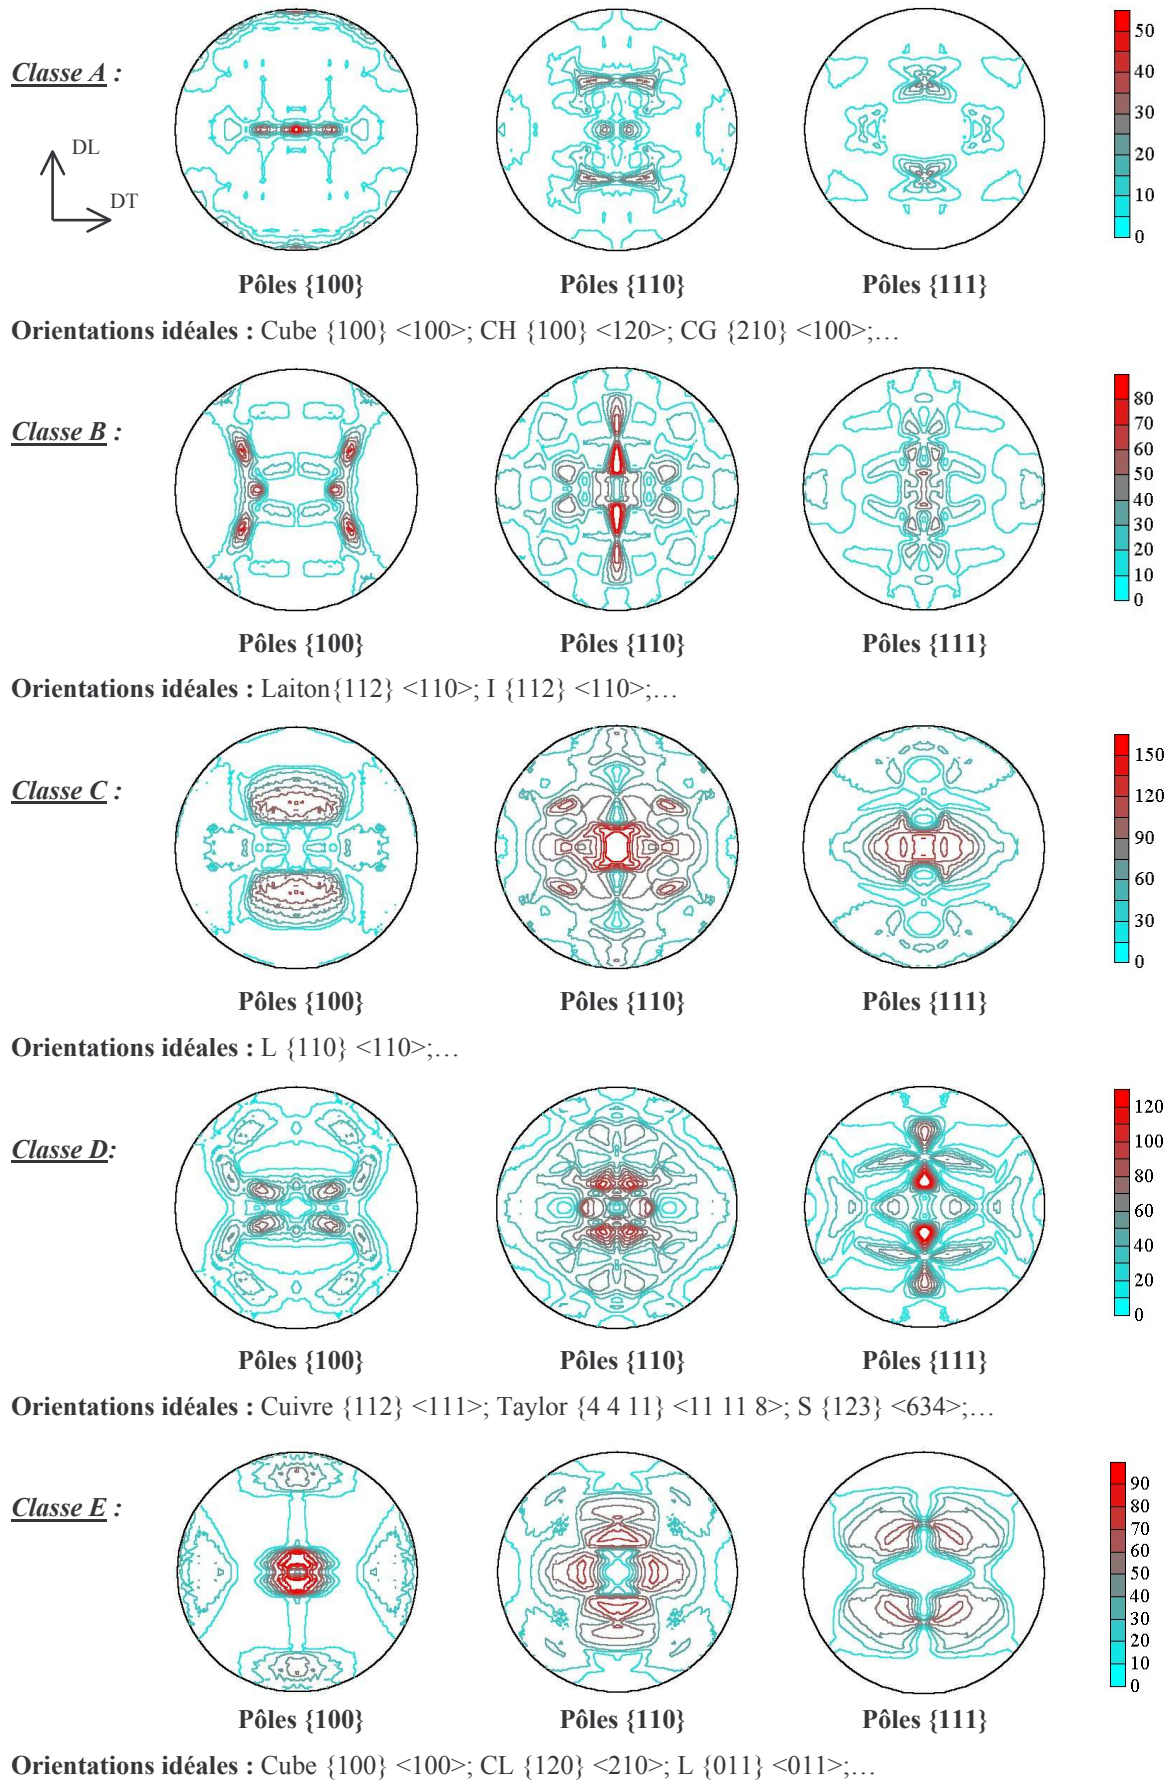 Classe A :
DL
DT
50
40
30
20
10
0
Pôles {100}
Pôles {110}
Pôles {111}
Orientations idéales : Cube {100} <100>; CH {100} <120>; CG {210} <100>;…
Classe B :
80
70
60
50
40
30
20
10
0
Pôles {100}
Pôles {110}
Pôles {111}
Orientations idéales : Laiton{112} <110>; I {112} <110>;…
Classe C :
150
120
90
60
30
0
Pôles {100}
Pôles {110}
Pôles {111}
Orientations idéales : L {110} <110>;…
Classe D:
120
100
80
60
40
20
0
Pôles {100}
Pôles {110}
Pôles {111}
Orientations idéales : Cuivre {112} <111>; Taylor {4 4 11} <11 11 8>; S {123} <634>;…
Classe E :
90
80
70
60
50
40
30
20
10
0
Pôles {100}
Pôles {110}
Pôles {111}
Orientations idéales : Cube {100} <100>; CL {120} <210>; L {011} <011>;…